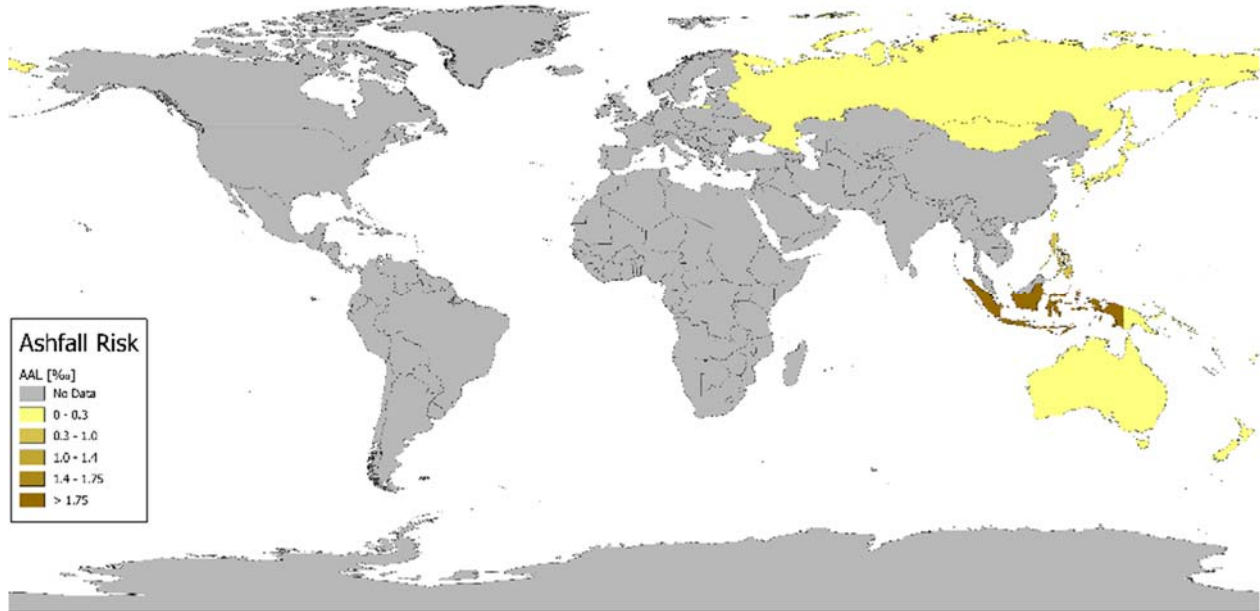 Ashfall Risk
AAL [‰]
No Data
0 - 0.3
0.3 - 1.0
1.0 - 1.4
1.4 - 1.75
> 1.75